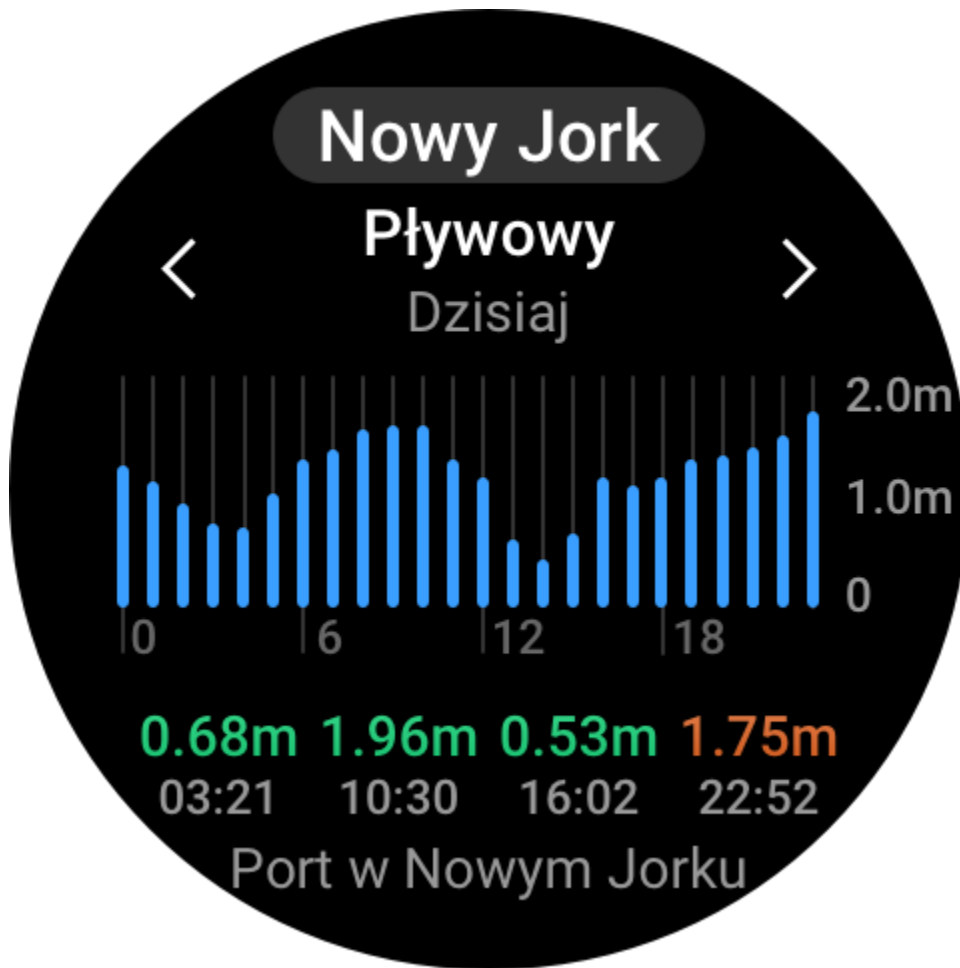 Nowy Jork
Pływowy
Dzisiaj
2.0m
1.0m
0
0 6 12 18
0.68m 1.96m 0.53m 1.75m
03:21 10:30 16:02 22:52
Port w Nowym Jorku